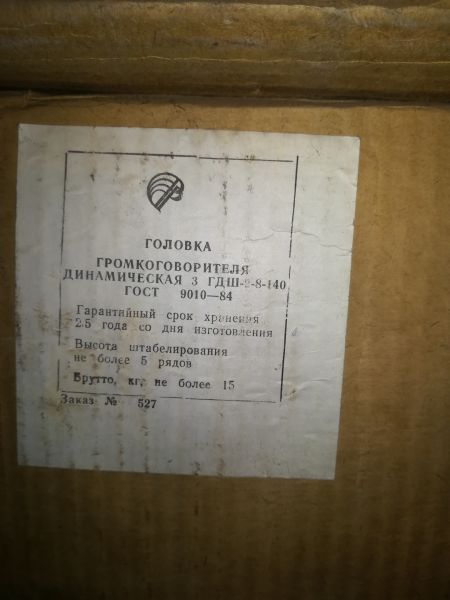 ГОЛОВКА
ГРОМКОГОВОРИТЕЛЯ
ДИНАМИЧЕСКАЯ 3 ГДШ-2-8-140
ГОСТ 9010—84
Гарантийный срок хранения
2.5 года со дня изготовления
Высота штабелирования
не более 5 рядов
Брутто, кг, не более 15
Заказ № 527